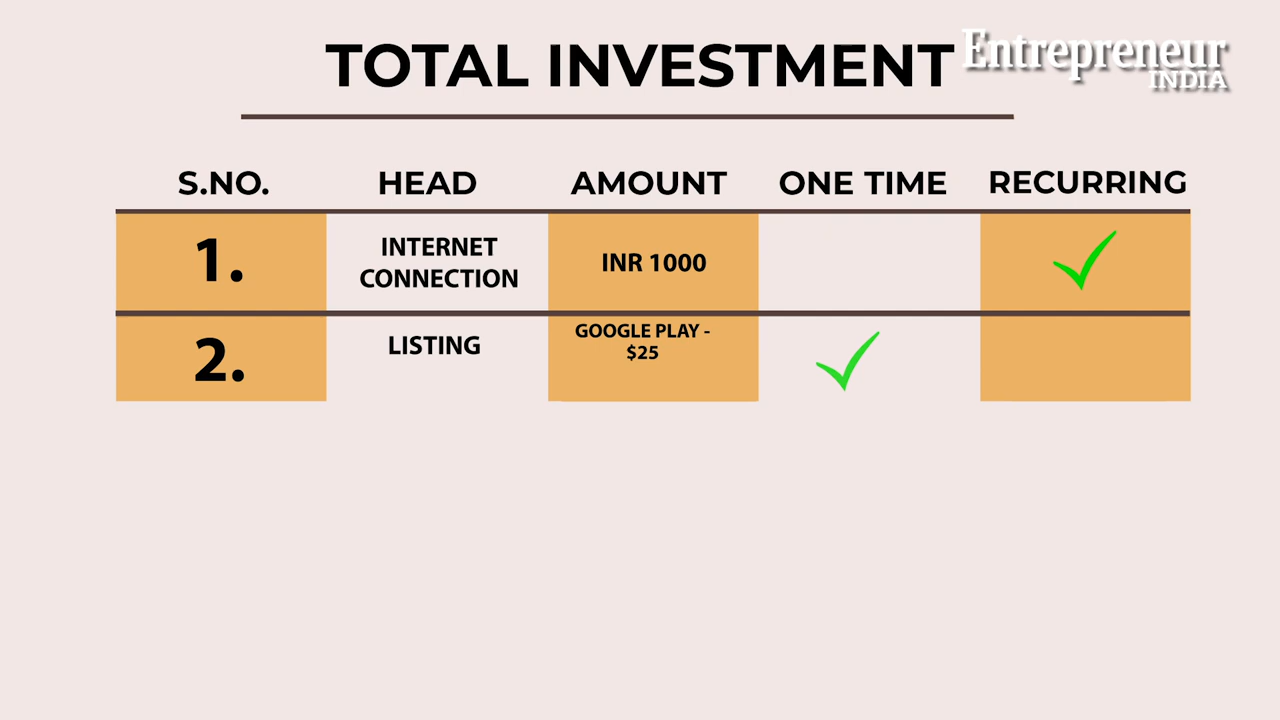 TOTAL INVESTMENT
Entrepreneur
INDIA
S.NO. HEAD AMOUNT ONE TIME RECURRING
1. INTERNET CONNECTION INR 1000
2. LISTING GOOGLE PLAY - $25